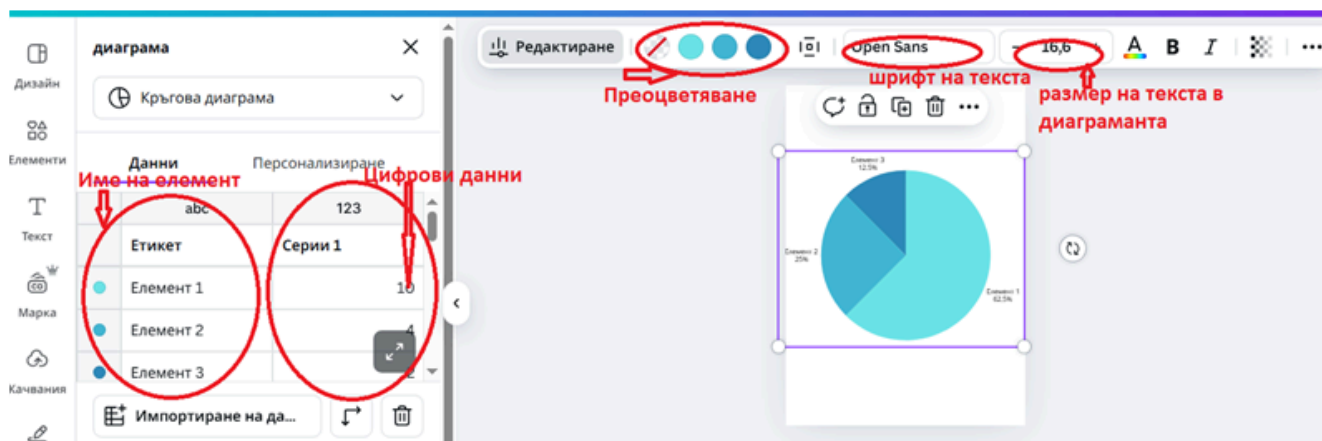 Дизайн
Елементи
Текст
Марка
Качвания
диаграма
Кръгова диаграма
Данни
Персонализиране
Име на елемент
Цифрови данни
abc
123
Етикет
Серии 1
Елемент 1
10
Елемент 2
4
Елемент 3
2
Импортиране на да...
Редактиране
Open Sans
– 16,6 +
A
B
I
Преоцветяване
шрифт на текста
размер на текста в
диаграманта
Елемент 3
12.5%
Елемент 2
25%
Елемент 1
62.5%